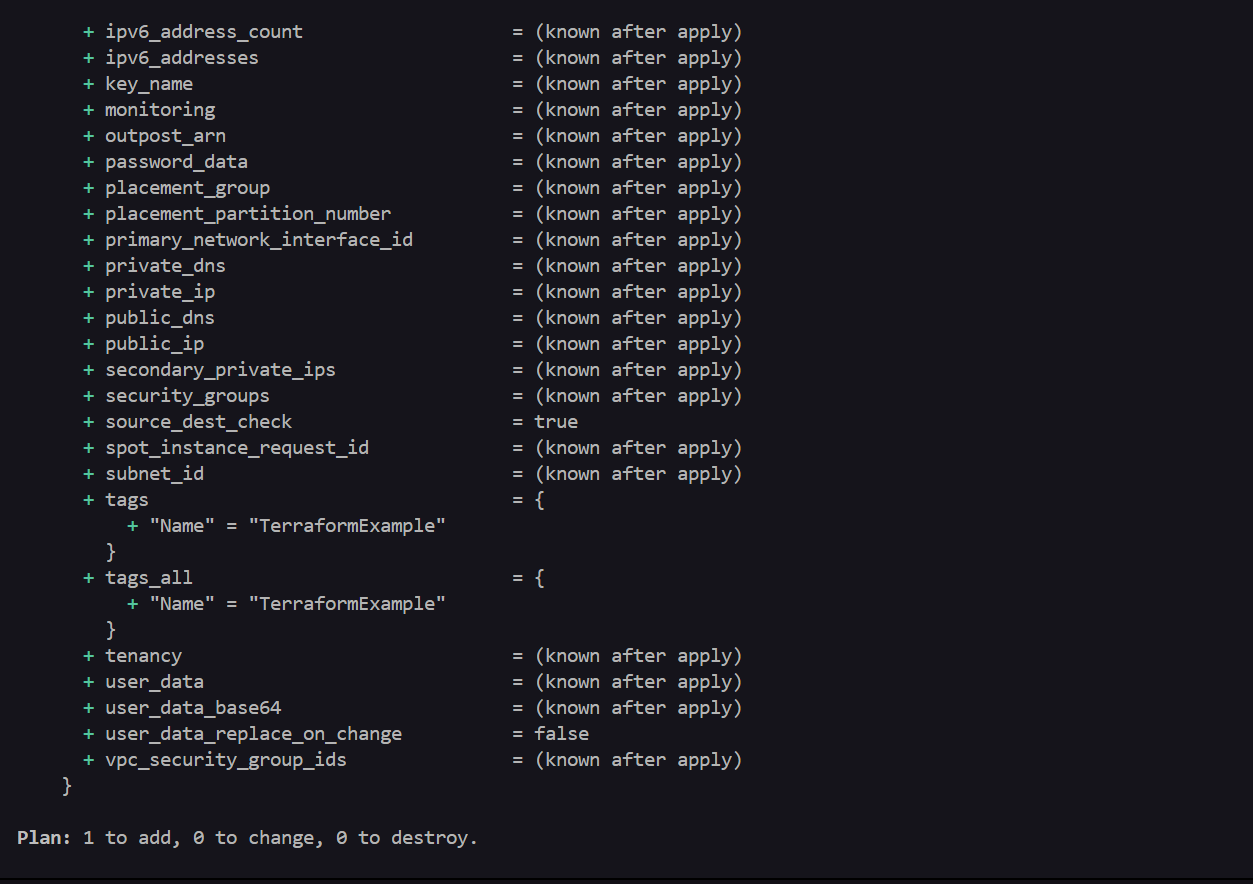 + ipv6_address_count = (known after apply)
+ ipv6_addresses = (known after apply)
+ key_name = (known after apply)
+ monitoring = (known after apply)
+ outpost_arn = (known after apply)
+ password_data = (known after apply)
+ placement_group = (known after apply)
+ placement_partition_number = (known after apply)
+ primary_network_interface_id = (known after apply)
+ private_dns = (known after apply)
+ private_ip = (known after apply)
+ public_dns = (known after apply)
+ public_ip = (known after apply)
+ secondary_private_ips = (known after apply)
+ security_groups = (known after apply)
+ source_dest_check = true
+ spot_instance_request_id = (known after apply)
+ subnet_id = (known after apply)
+ tags = {
+ "Name" = "TerraformExample"
}
+ tags_all = {
+ "Name" = "TerraformExample"
}
+ tenancy = (known after apply)
+ user_data = (known after apply)
+ user_data_base64 = (known after apply)
+ user_data_replace_on_change = false
+ vpc_security_group_ids = (known after apply)
}
Plan: 1 to add, 0 to change, 0 to destroy.